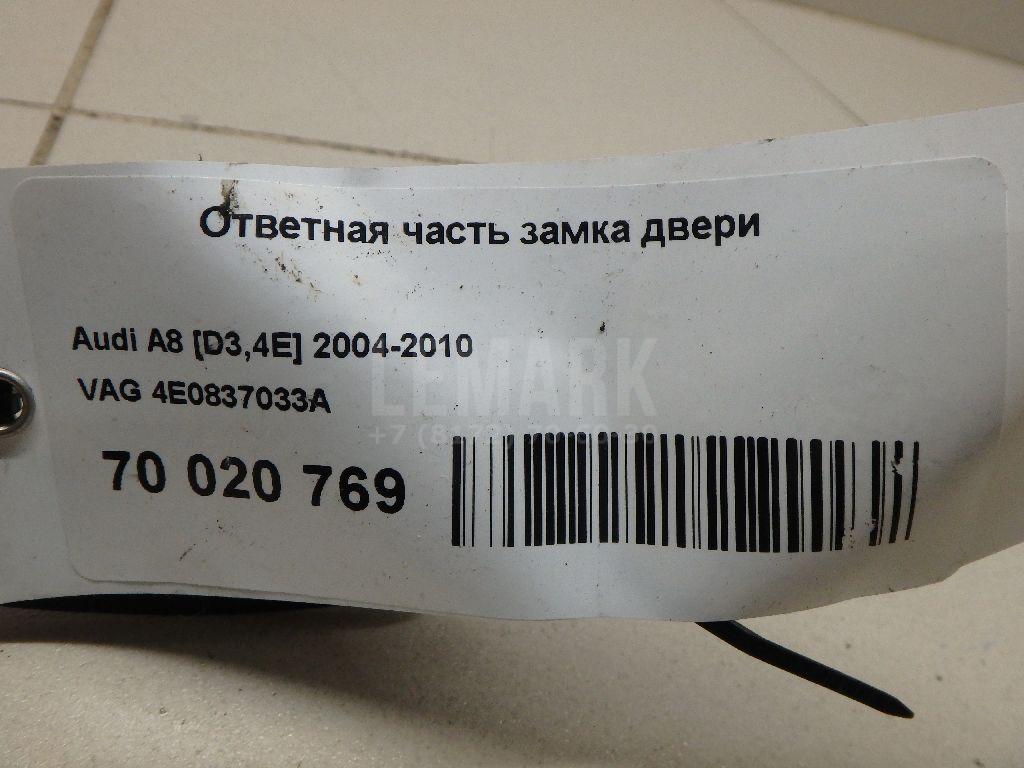 Ответная часть замка двери
Audi A8 [D3,4E] 2004-2010
VAG 4E0837033A
LEMARK
70 020 769